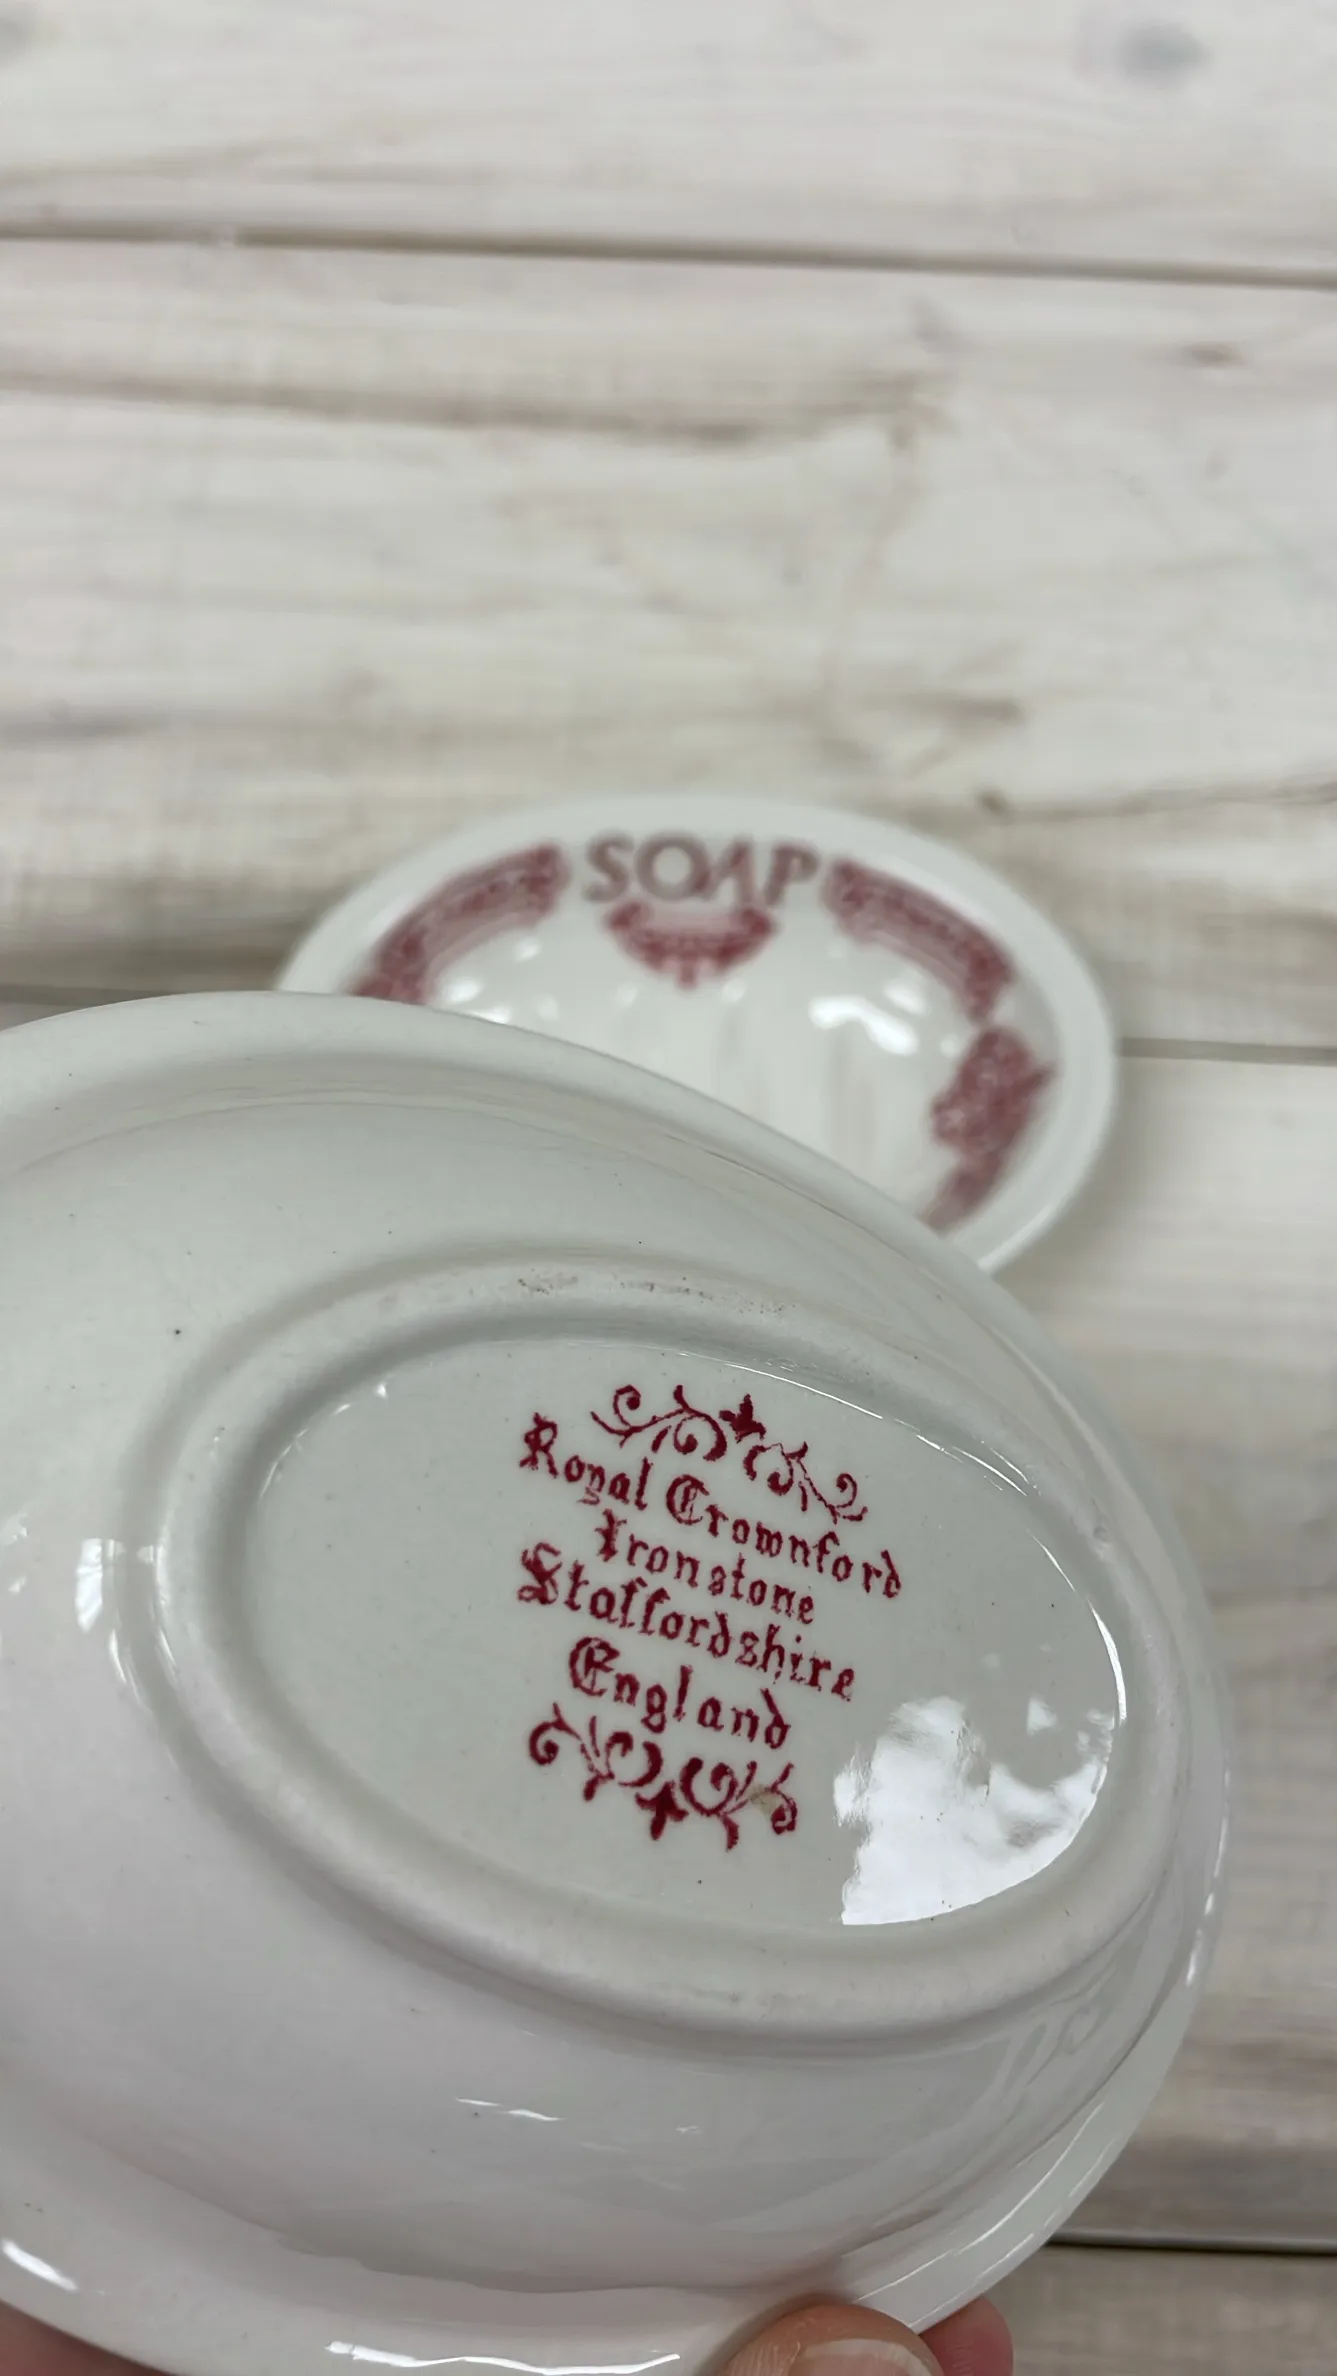 SOAP
Royal Crownford
Ironstone
Staffordshire
England